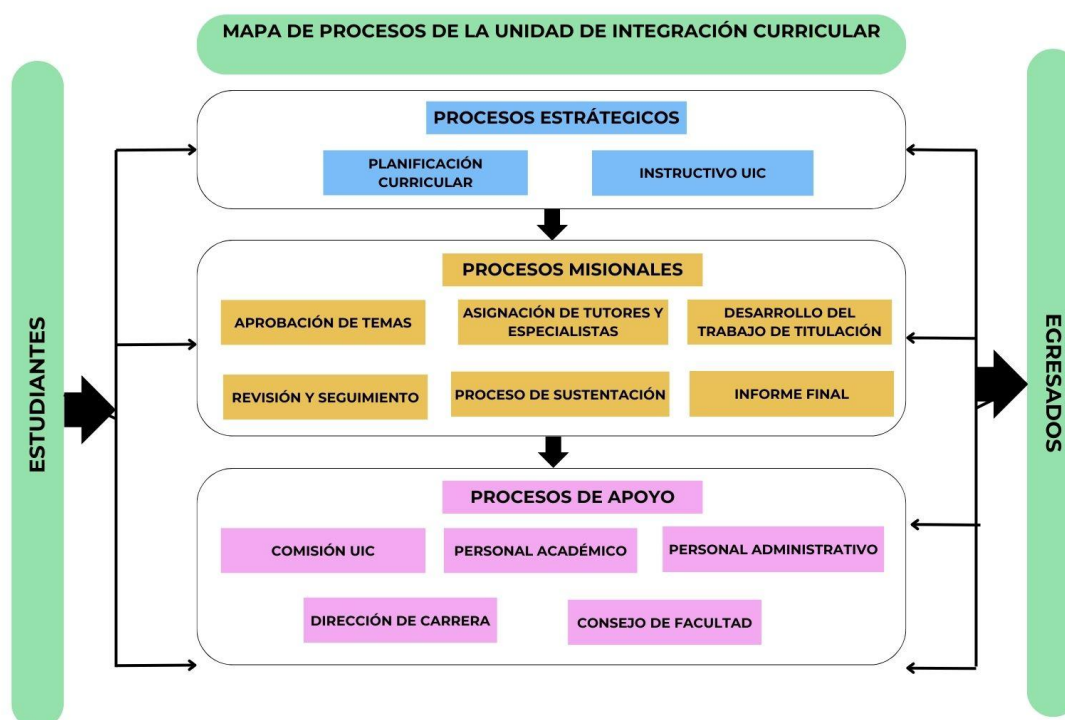 MAPA DE PROCESOS DE LA UNIDAD DE INTEGRACIÓN CURRICULAR
ESTUDIANTES
PROCESOS ESTRÁTEGICOS
PLANIFICACIÓN
CURRICULAR
INSTRUCTIVO UIC
PROCESOS MISIONALES
APROBACIÓN DE TEMAS
ASIGNACIÓN DE TUTORES Y
ESPECIALISTAS
DESARROLLO DEL
TRABAJO DE TITULACIÓN
REVISIÓN Y SEGUIMIENTO
PROCESO DE SUSTENTACIÓN
INFORME FINAL
PROCESOS DE APOYO
COMISIÓN UIC
PERSONAL ACADÉMICO
PERSONAL ADMINISTRATIVO
DIRECCIÓN DE CARRERA
CONSEJO DE FACULTAD
EGRESADOS